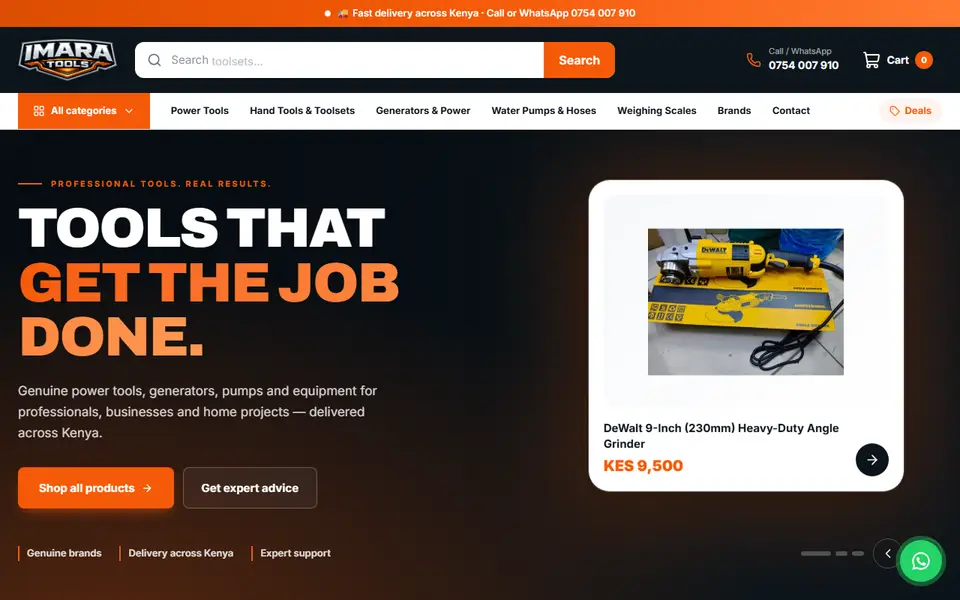 🚚 Fast delivery across Kenya · Call or WhatsApp 0754 007 910
IMARA
TOOLS
Search toolsets...
Search
Call / WhatsApp
0754 007 910
Cart 0
All categories
Power Tools
Hand Tools & Toolsets
Generators & Power
Water Pumps & Hoses
Weighing Scales
Brands
Contact
Deals
PROFESSIONAL TOOLS. REAL RESULTS.
TOOLS THAT
GET THE JOB
DONE.
Genuine power tools, generators, pumps and equipment for
professionals, businesses and home projects — delivered
across Kenya.
Shop all products →
Get expert advice
Genuine brands
Delivery across Kenya
Expert support
DEWALT
DeWalt 9-Inch (230mm) Heavy-Duty Angle
Grinder
KES 9,500